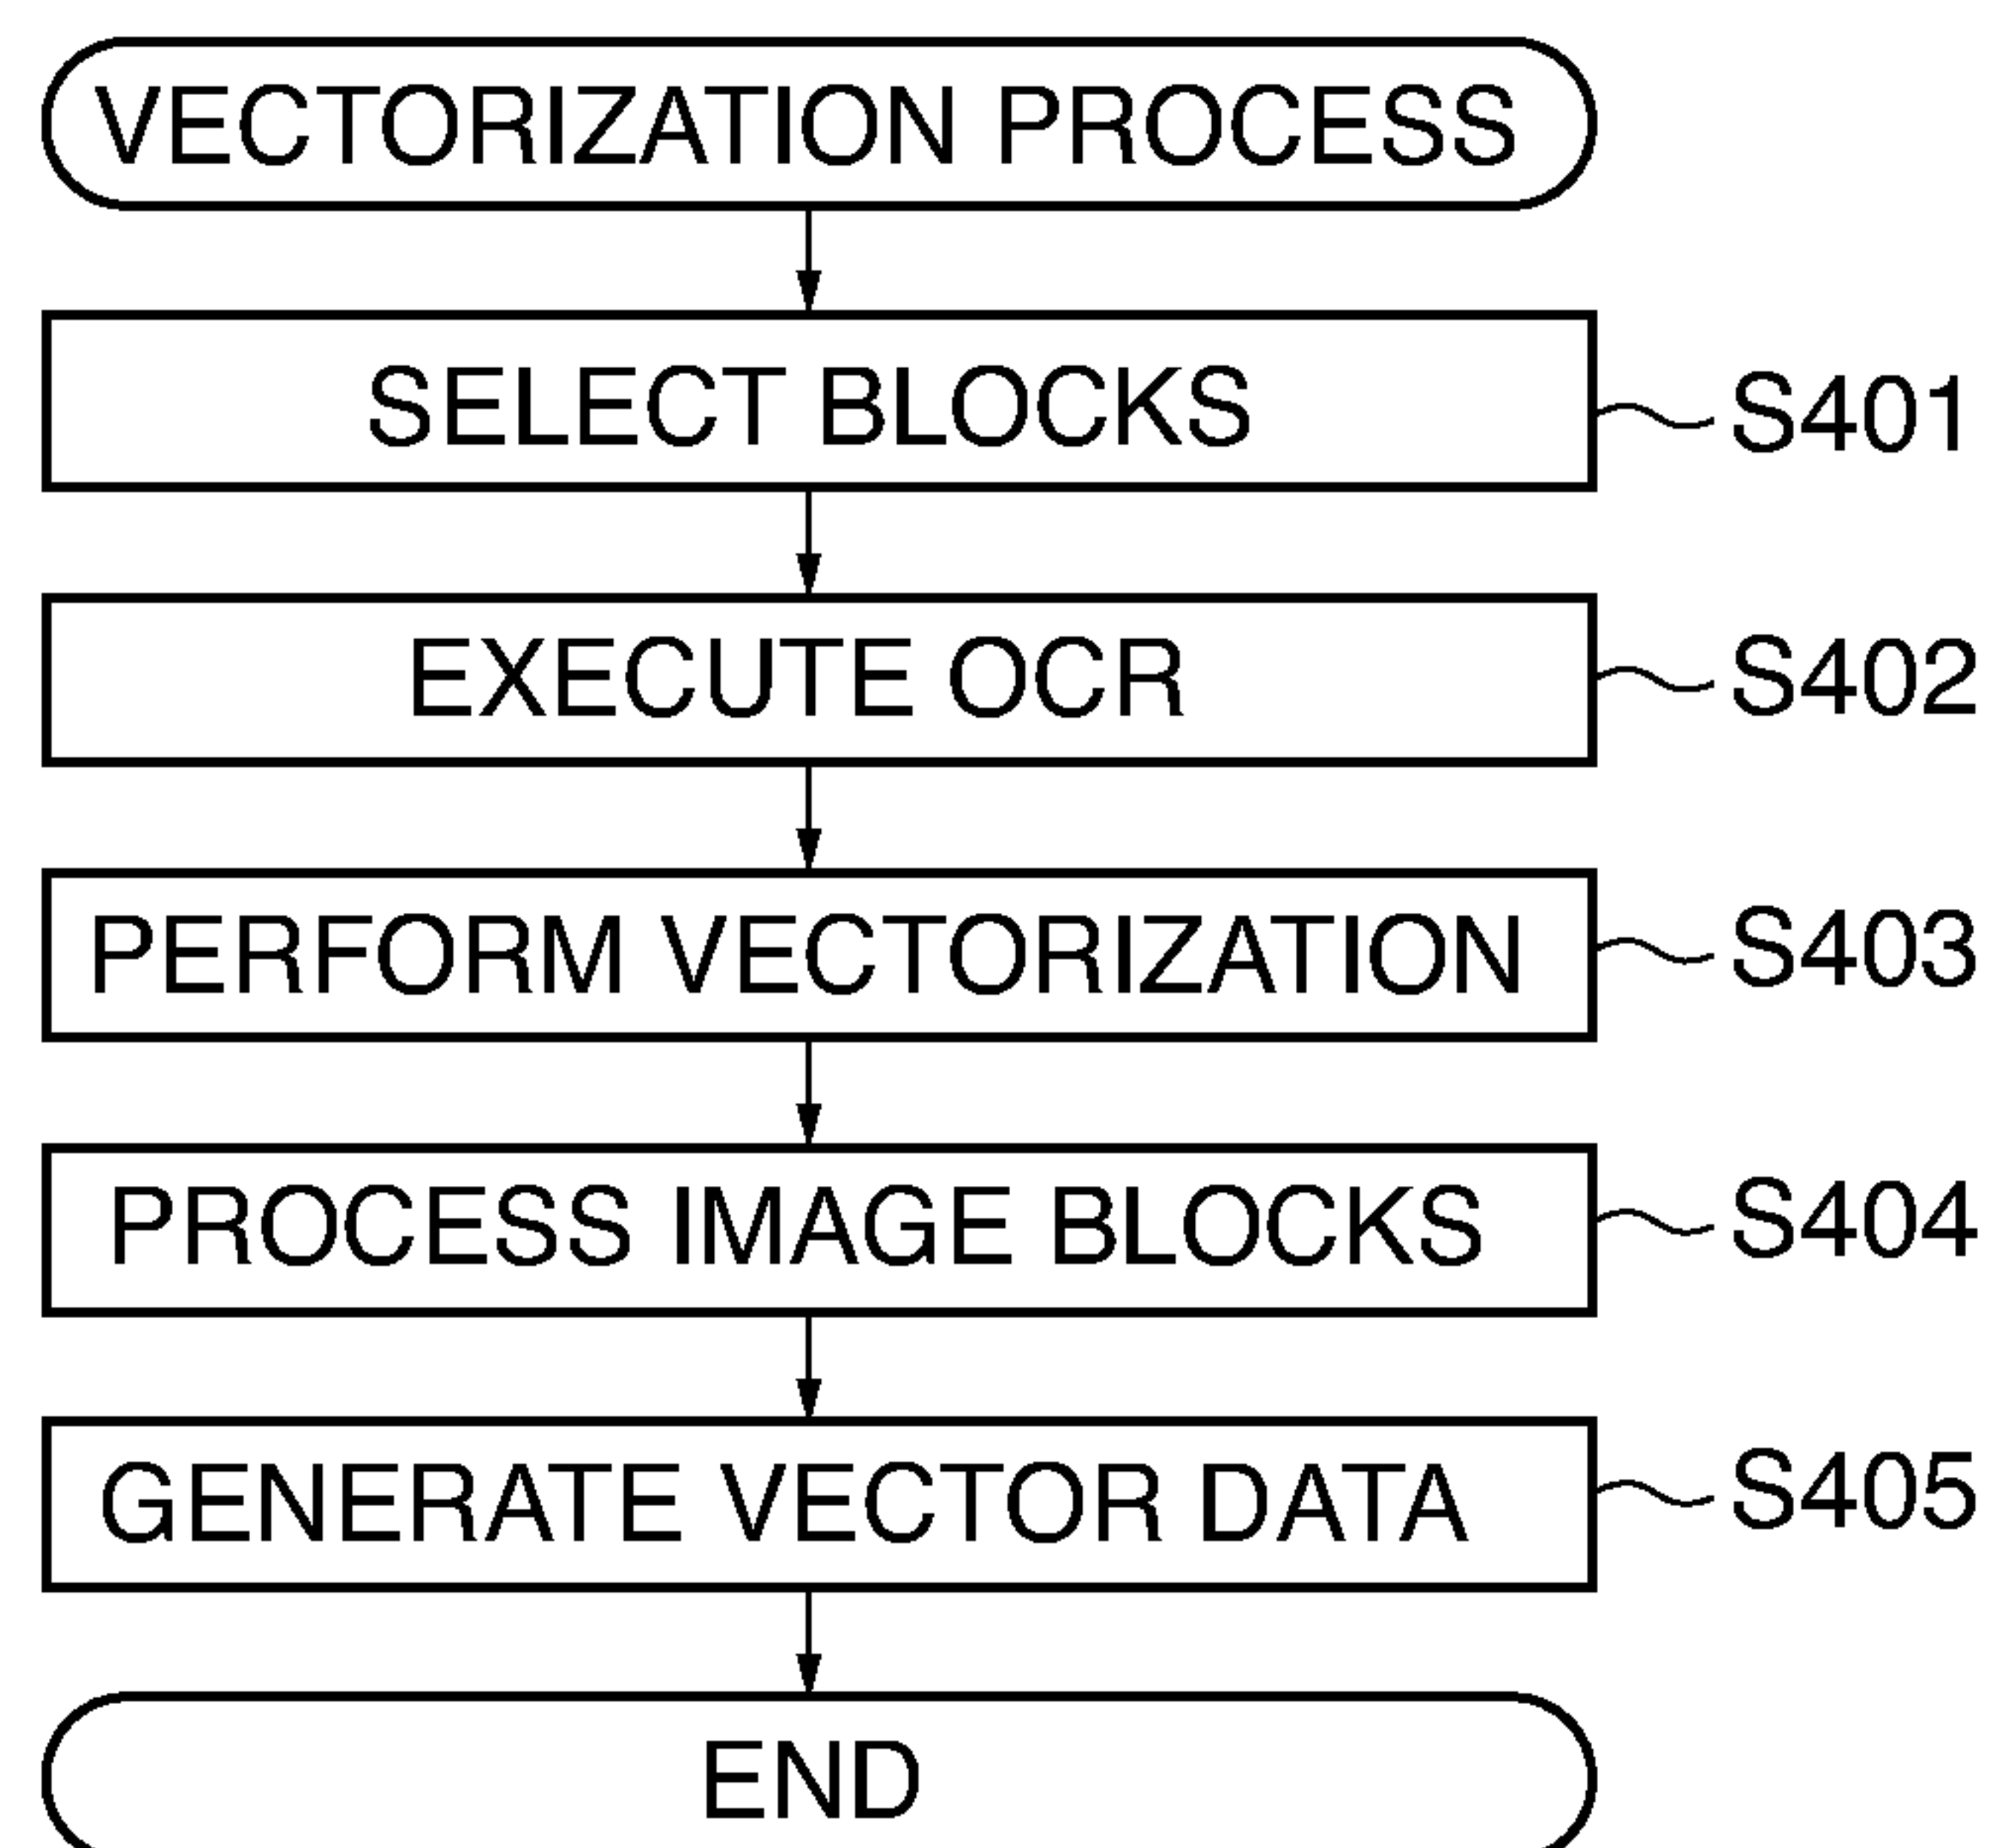 VECTORIZATION PROCESS
SELECT BLOCKS
S401
EXECUTE OCR
S402
PERFORM VECTORIZATION
S403
PROCESS IMAGE BLOCKS
S404
GENERATE VECTOR DATA
S405
END